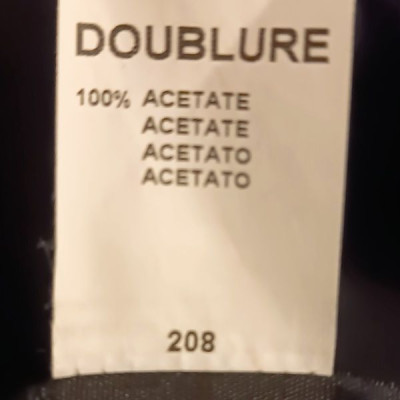 DOUBLURE
100% ACETATE
ACETATE
ACETATO
ACETATO
208